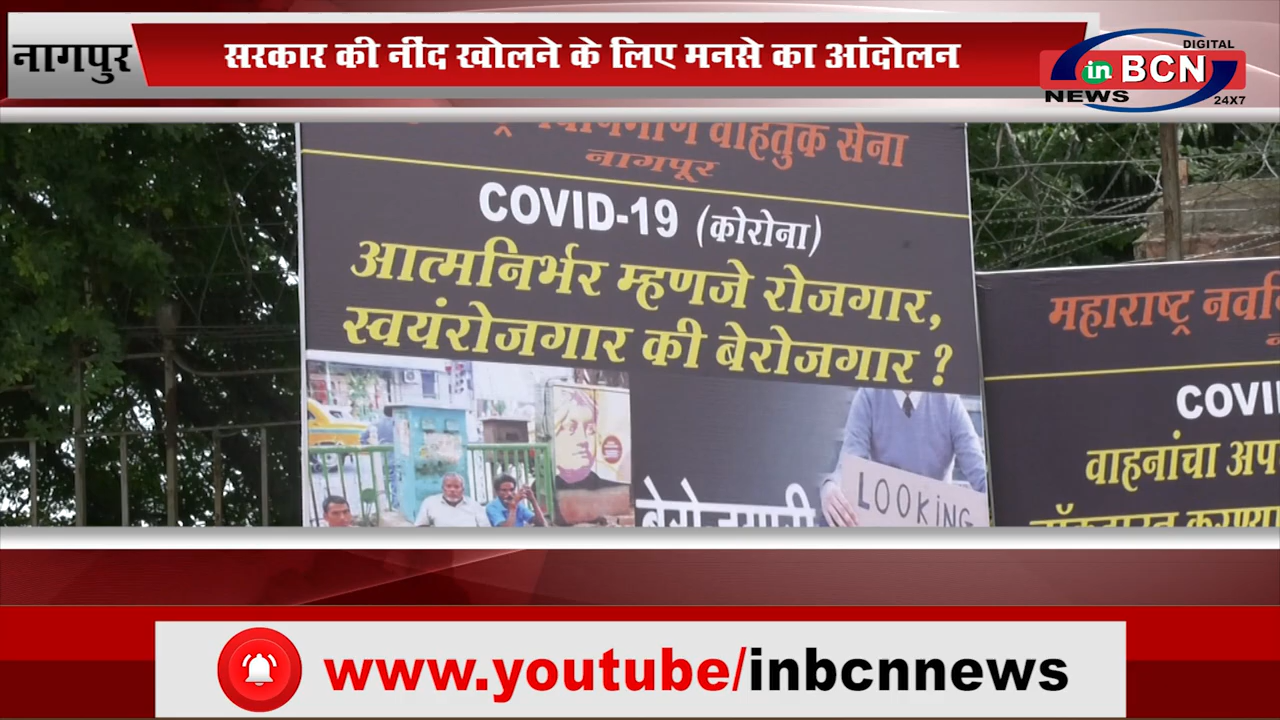 नागपुर
सरकार की नींद खोलने के लिए मनसे का आंदोलन
DIGITAL
in BCN
NEWS
24X7
वाहतुक सेना
नागपूर
COVID-19 (कोरोना)
आत्मनिर्भर म्हणजे रोजगार,
स्वयंरोजगार की बेरोजगार ?
LOOKING
महाराष्ट्र
COVI
वाहनांचा अप
www.youtube/inbcnnews